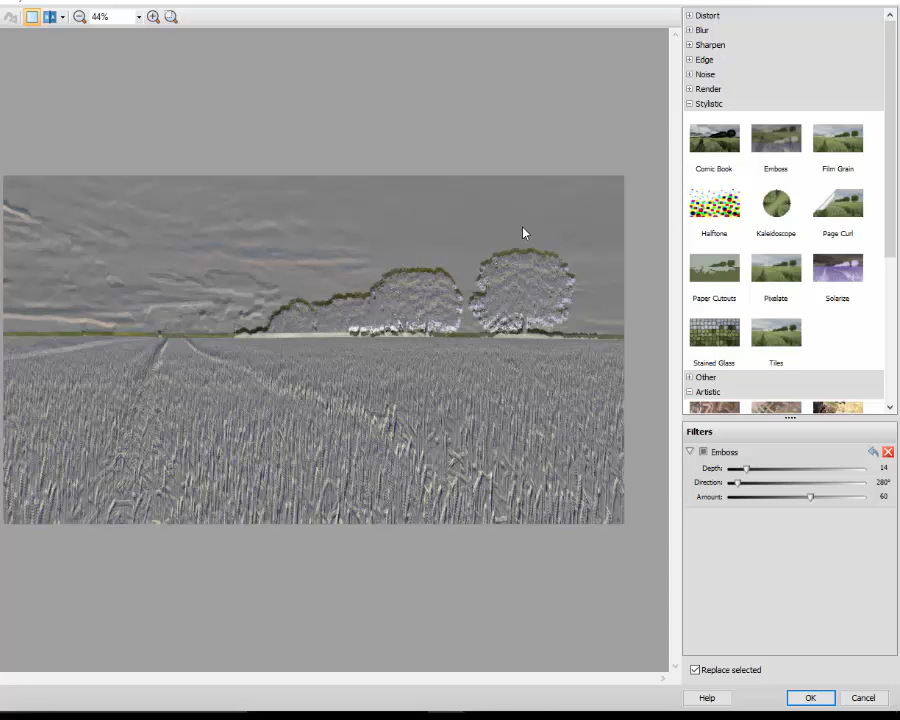 44%
Distort
Blur
Sharpen
Edge
Noise
Render
Stylistic
Comic Book Emboss Film Grain
Halftone Kaleidoscope Page Curl
Paper Cutouts Pixelate Solarize
Stained Glass Tiles
Other
Artistic
Filters
Emboss
Depth: 14
Direction: 280°
Amount: 60
Replace selected
Help OK Cancel